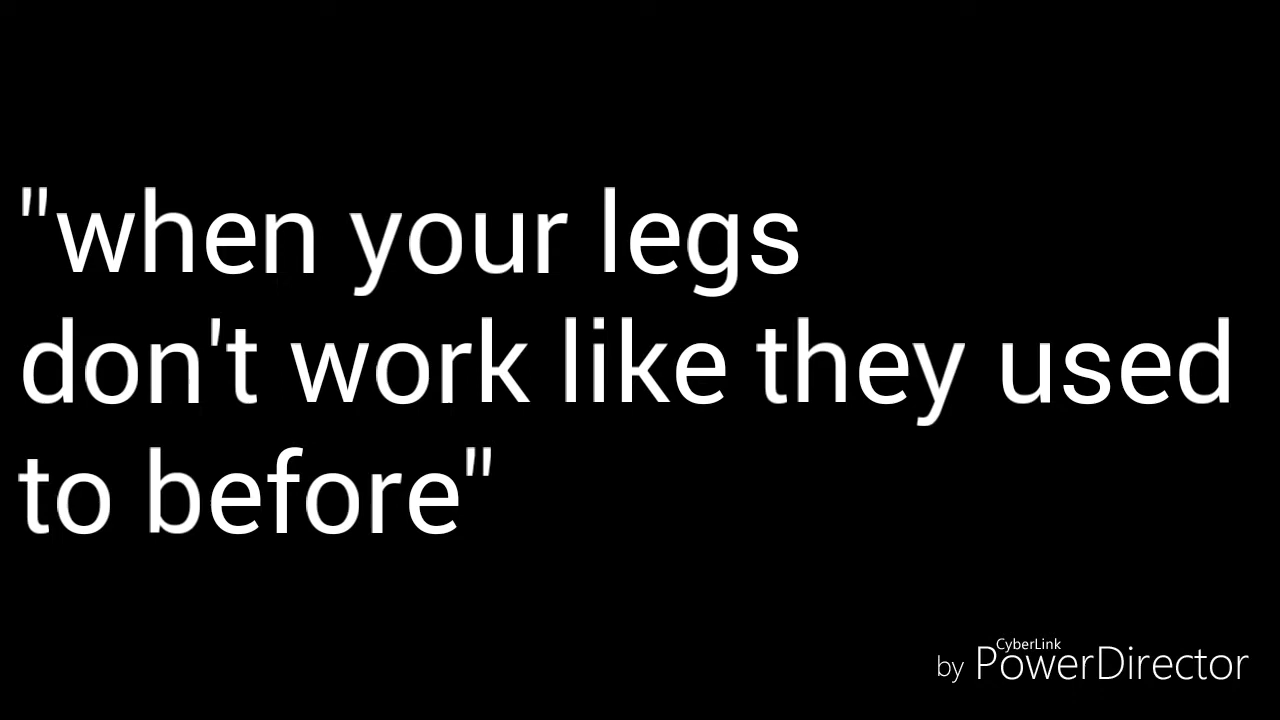 "when your legs
don't work like they used
to before"
CyberLink
by PowerDirector